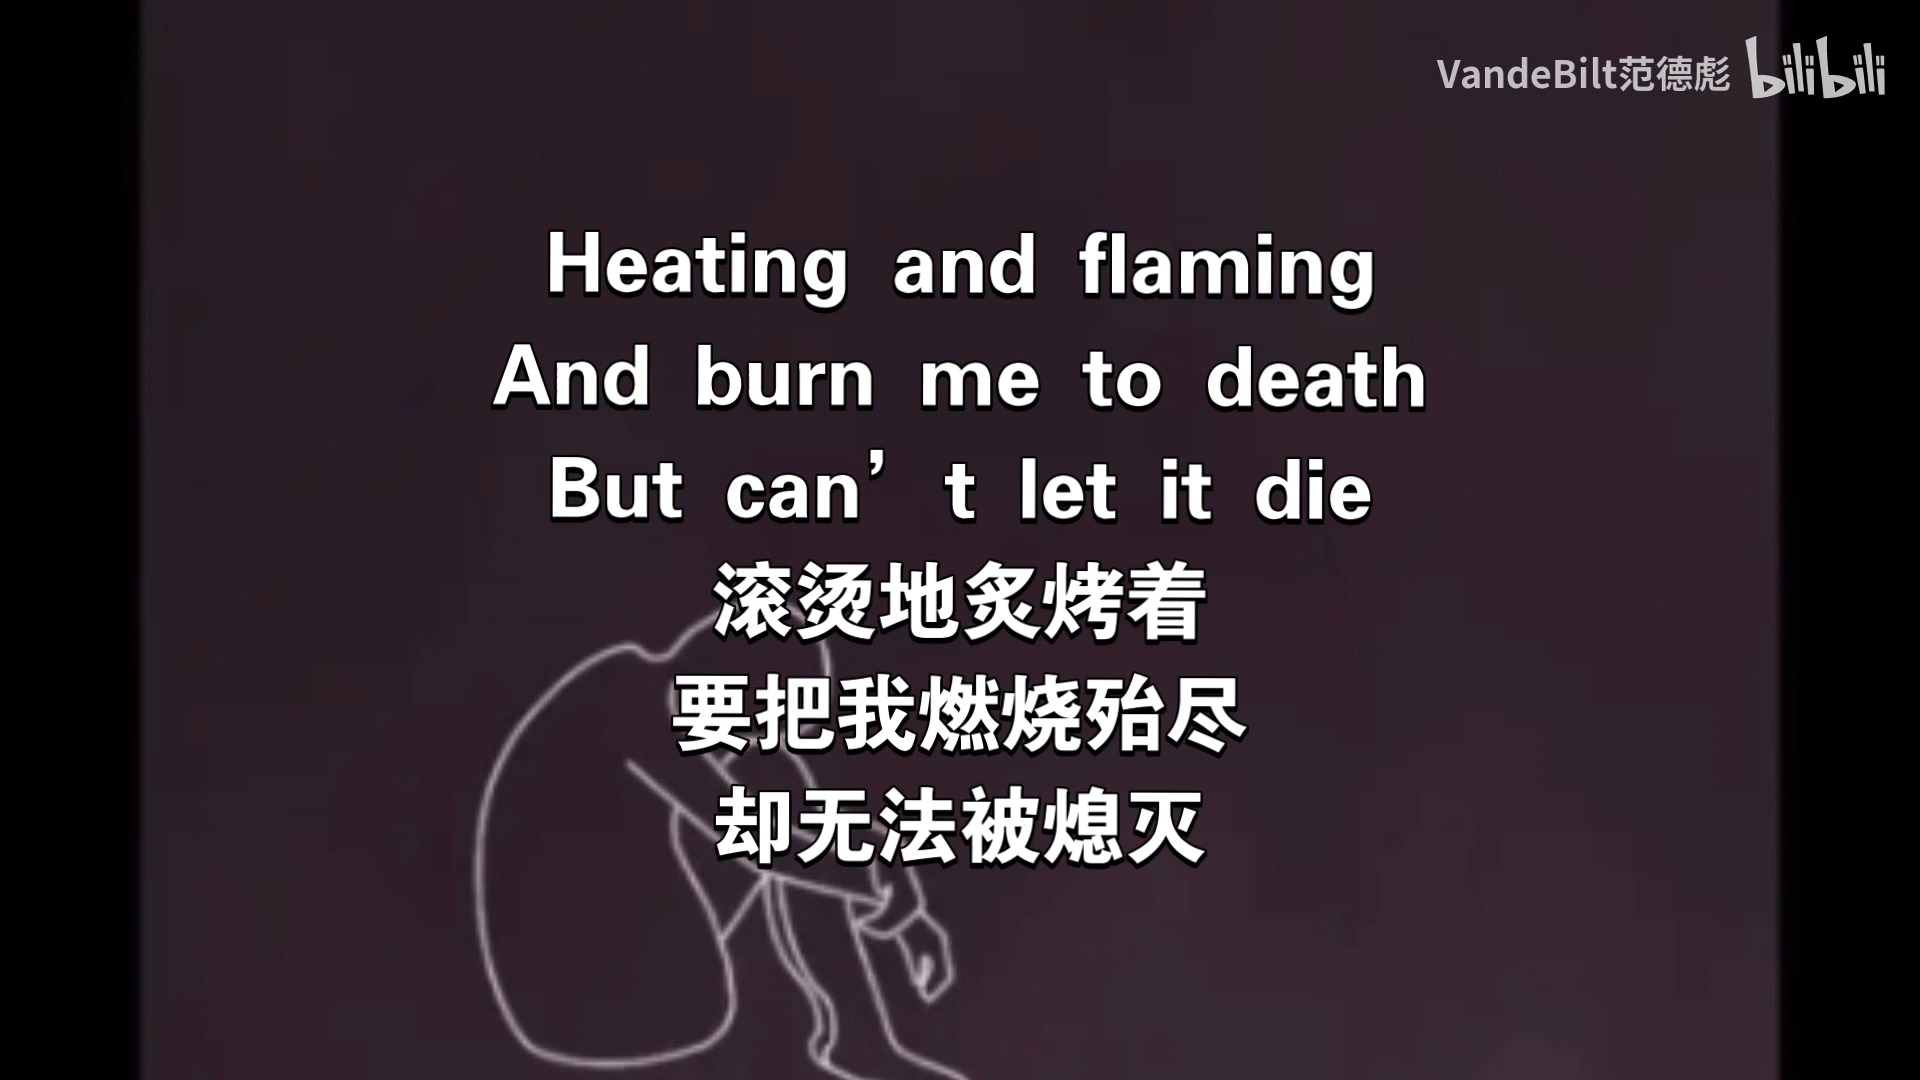 VandeBilt范德彪 bilibili
Heating and flaming
And burn me to death
But can’t let it die
滚烫地炙烤着
要把我燃烧殆尽
却无法被熄灭